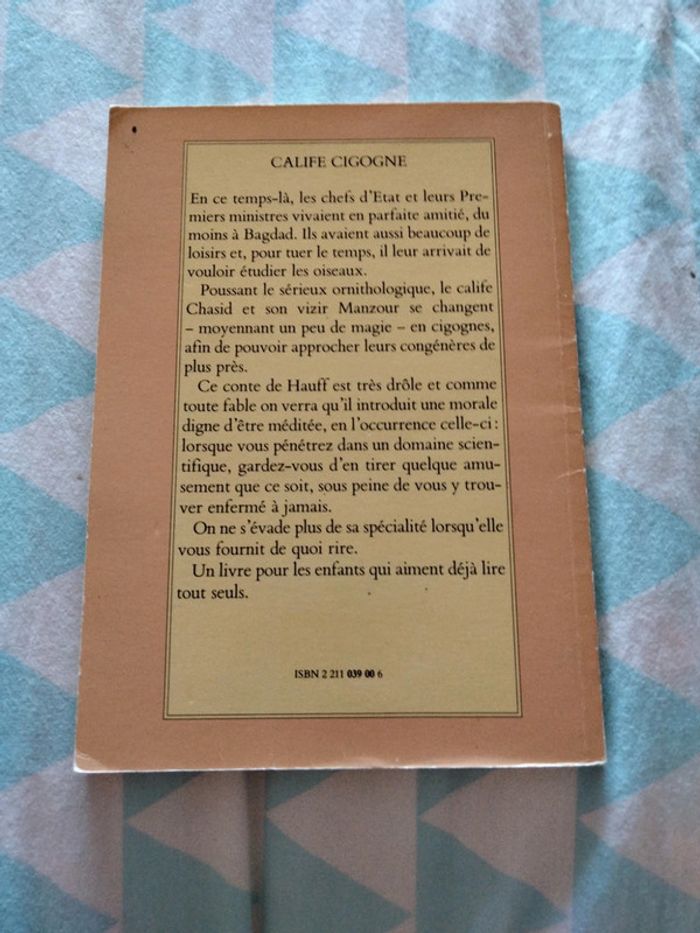 CALIFE CIGOGNE
En ce temps-là, les chefs d'Etat et leurs Pre-
miers ministres vivaient en parfaite amitié, du
moins à Bagdad. Ils avaient aussi beaucoup de
loisirs et, pour tuer le temps, il leur arrivait de
vouloir étudier les oiseaux.
Poussant le sérieux ornithologique, le calife
Chasid et son vizir Manzour se changent
– moyennant un peu de magie – en cigognes,
afin de pouvoir approcher leurs congénères de
plus près.
Ce conte de Hauff est très drôle et comme
toute fable on verra qu'il introduit une morale
digne d'être méditée, en l'occurrence celle-ci :
lorsque vous pénétrez dans un domaine scien-
tifique, gardez-vous d'en tirer quelque amu-
sement que ce soit, sous peine de vous y trou-
ver enfermé à jamais.
On ne s'évade plus de sa spécialité lorsqu'elle
vous fournit de quoi rire.
Un livre pour les enfants qui aiment déjà lire
tout seuls.
ISBN 2 211 039 00 6